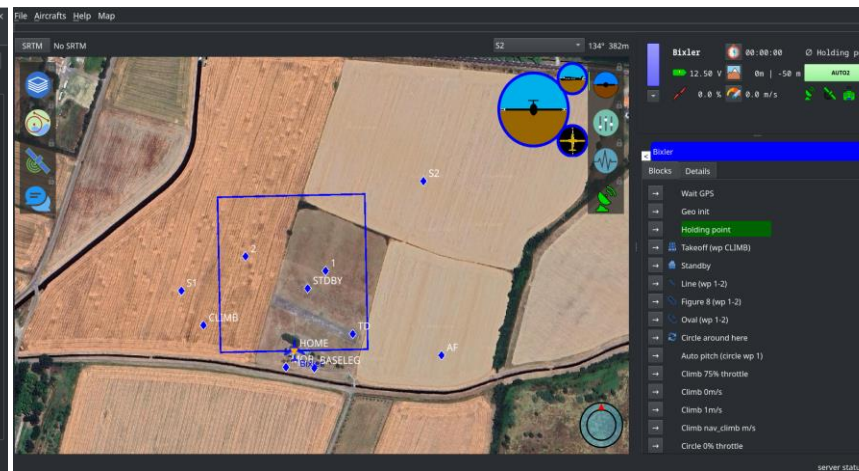 File Aircrafts Help Map
SRTM No SRTM
S2
134° 382m
Bixler
00:00:00
Ø Holding po
12.50 V
0m | -50 m
AUTO2
0.0 %
0.0 m/s
Bixler
Blocks Details
Wait GPS
Geo init
Holding point
Takeoff (wp CLIMB)
Standby
Line (wp 1-2)
Figure 8 (wp 1-2)
Oval (wp 1-2)
Circle around here
Auto pitch (circle wp 1)
Climb 75% throttle
Climb 0m/s
Climb 1m/s
Climb nav_climb m/s
Circle 0% throttle
S2
2
1
S1
STDBY
CLIMB
TD
HOME
AF
BASELEG
server statu